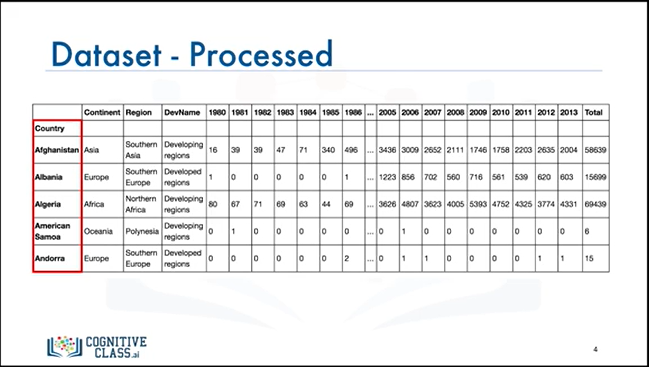 Dataset - Processed
Continent Region DevName 1980 1981 1982 1983 1984 1985 1986 ... 2005 2006 2007 2008 2009 2010 2011 2012 2013 Total
Country
Afghanistan Asia Southern Asia Developing regions 16 39 39 47 71 340 496 ... 3436 3009 2652 2111 1746 1758 2203 2635 2004 58639
Albania Europe Southern Europe Developed regions 1 0 0 0 0 0 1 ... 1223 856 702 560 716 561 539 620 603 15699
Algeria Africa Northern Africa Developing regions 80 67 71 69 63 44 69 ... 3626 4807 3623 4005 5393 4752 4325 3774 4331 69439
American Samoa Oceania Polynesia Developing regions 0 1 0 0 0 0 0 ... 0 1 0 0 0 0 0 0 0 6
Andorra Europe Southern Europe Developed regions 0 0 0 0 0 0 2 ... 0 1 1 0 0 0 0 1 1 15
COGNITIVE
CLASS.ai
4